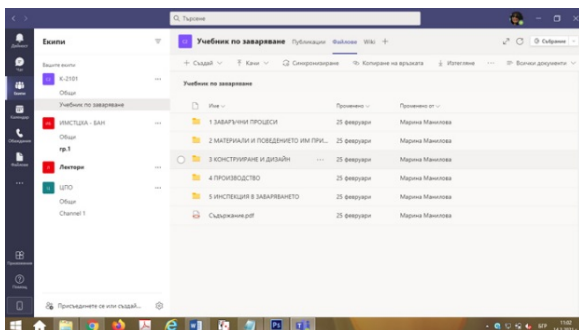 Търсене
Екипи
Учебник по заваряване Публикации Файлове Wiki
Събрание
Вашите екипи
+ Създай Качи Синхронизиране Копиране на връзката Изтегляне ... Всички документи
K-2101
Общи
Учебник по заваряване
ИМСТЦХА - БАН
Общи
гр.1
Лектори
ЦПО
Общи
Channel 1
Учебник по заваряване
Име Променено Променено от
1 ЗАВАРЪЧНИ ПРОЦЕСИ 25 февруари Марина Манилова
2 МАТЕРИАЛИ И ПОВЕДЕНИЕТО ИМ ПРИ... 25 февруари Марина Манилова
3 КОНСТРУИРАНЕ И ДИЗАЙН ... 25 февруари Марина Манилова
4 ПРОИЗВОДСТВО 25 февруари Марина Манилова
5 ИНСПЕКЦИЯ В ЗАВАРЯВАНЕТО 25 февруари Марина Манилова
Съдържание.pdf 25 февруари Марина Манилова
Присъединете се или създай...
11:02